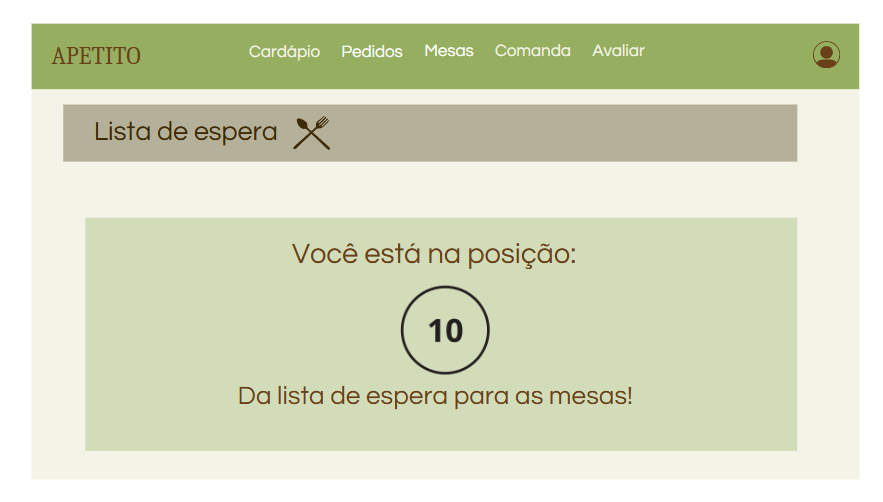 APETITO Cardápio Pedidos Mesas Comanda Avaliar
Lista de espera
Você está na posição:
10
Da lista de espera para as mesas!